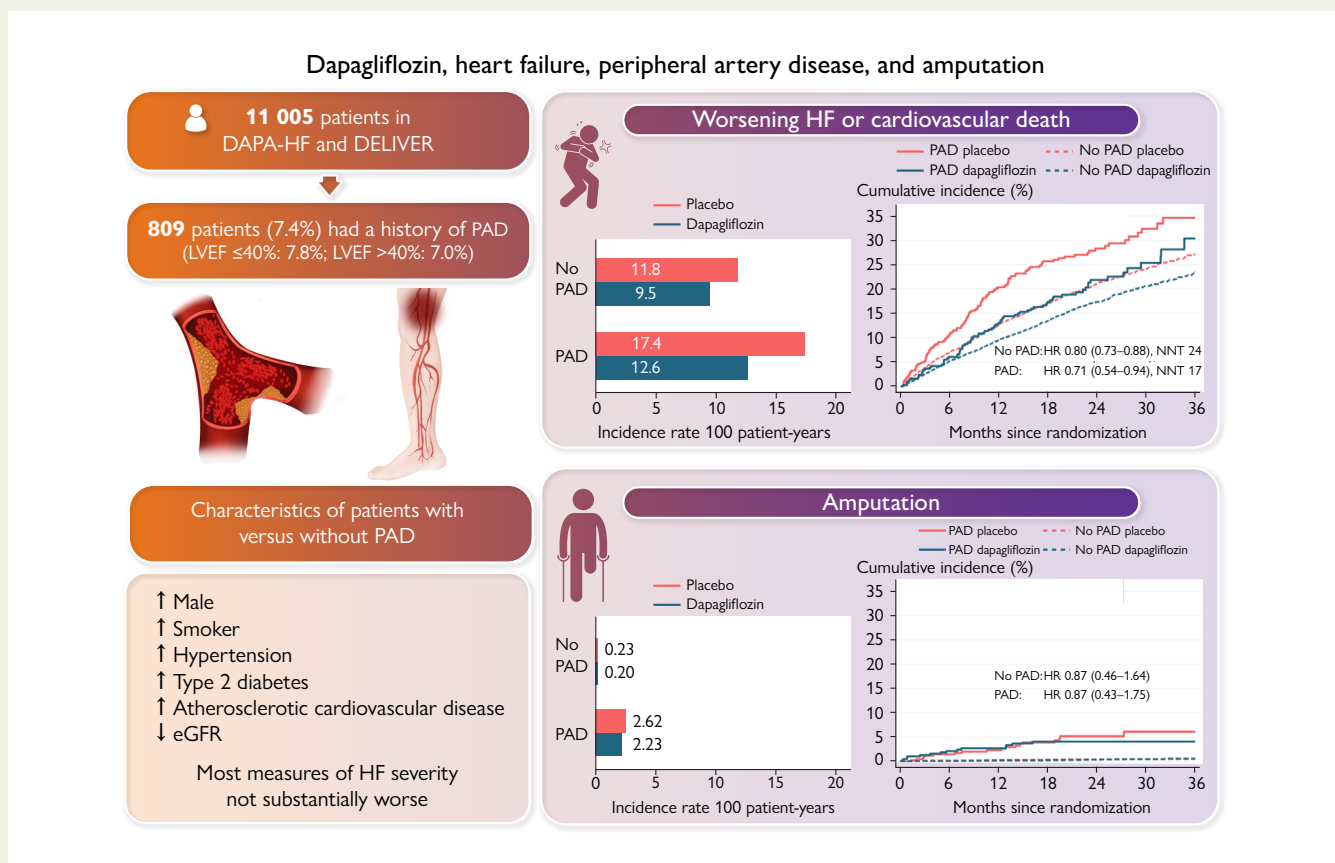 Dapagliflozin, heart failure, peripheral artery disease, and amputation
11 005 patients in
DAPA-HF and DELIVER
809 patients (7.4%) had a history of PAD
(LVEF ≤40%: 7.8%; LVEF >40%: 7.0%)
Characteristics of patients with
versus without PAD
↑ Male
↑ Smoker
↑ Hypertension
↑ Type 2 diabetes
↑ Atherosclerotic cardiovascular disease
↓ eGFR
Most measures of HF severity
not substantially worse
Worsening HF or cardiovascular death
Placebo
Dapagliflozin
No
PAD
11.8
9.5
PAD
17.4
12.6
0 5 10 15 20
Incidence rate 100 patient-years
PAD placebo No PAD placebo
PAD dapagliflozin No PAD dapagliflozin
Cumulative incidence (%)
35
30
25
20
15
10
5
0
No PAD: HR 0.80 (0.73–0.88), NNT 24
PAD: HR 0.71 (0.54–0.94), NNT 17
0 6 12 18 24 30 36
Months since randomization
Amputation
Placebo
Dapagliflozin
No
PAD
0.23
0.20
PAD
2.62
2.23
0 5 10 15 20
Incidence rate 100 patient-years
PAD placebo No PAD placebo
PAD dapagliflozin No PAD dapagliflozin
Cumulative incidence (%)
35
30
25
20
15
10
5
0
No PAD: HR 0.87 (0.46–1.64)
PAD: HR 0.87 (0.43–1.75)
0 6 12 18 24 30 36
Months since randomization